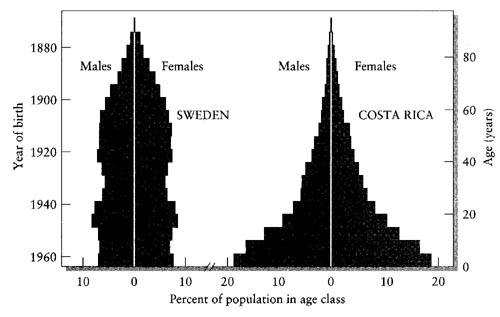 Year of birth
1880
1900
1920
1940
1960
Males
Females
SWEDEN
Males
Females
COSTA RICA
80
60
40
20
0
Age (years)
10 0 10 20 10 0 10 20
Percent of population in age class